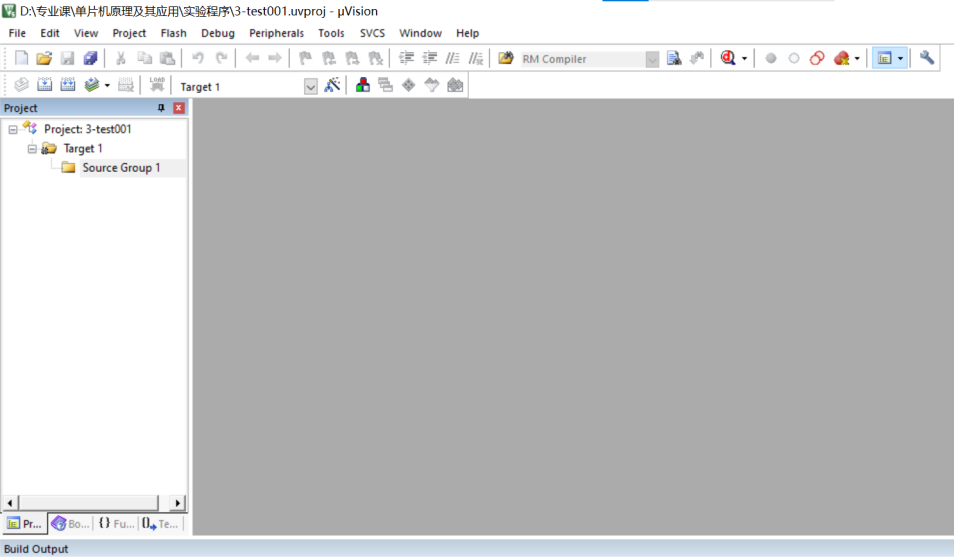 D:\专业课\单片机原理及其应用\实验程序\3-test001.uvproj - µVision
File Edit View Project Flash Debug Peripherals Tools SVCS Window Help
RM Compiler
LOAD Target 1
Project
Project: 3-test001
Target 1
Source Group 1
Pr... Bo... {} Fu... Te...
Build Output